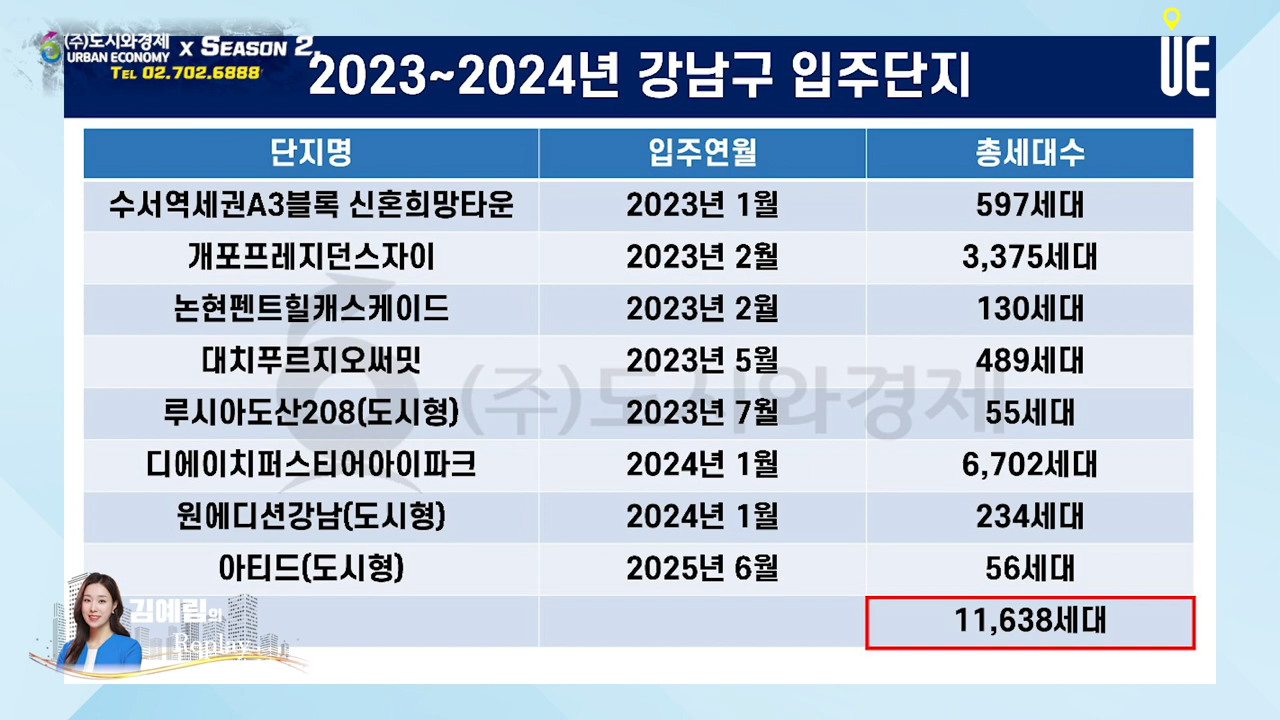 (주)도시와경제 x SEASON 2.
URBAN ECONOMY
TEL 02.702.6888
UE
2023~2024년 강남구 입주단지
단지명 입주연월 총세대수
수서역세권A3블록 신혼희망타운 2023년 1월 597세대
개포프레지던스자이 2023년 2월 3,375세대
논현펜트힐캐스케이드 2023년 2월 130세대
대치푸르지오써밋 2023년 5월 489세대
루시아도산208(도시형) 2023년 7월 55세대
디에이치퍼스티어아이파크 2024년 1월 6,702세대
원에디션강남(도시형) 2024년 1월 234세대
아티드(도시형) 2025년 6월 56세대
11,638세대
(주)도시와경제
김예림의
Replay